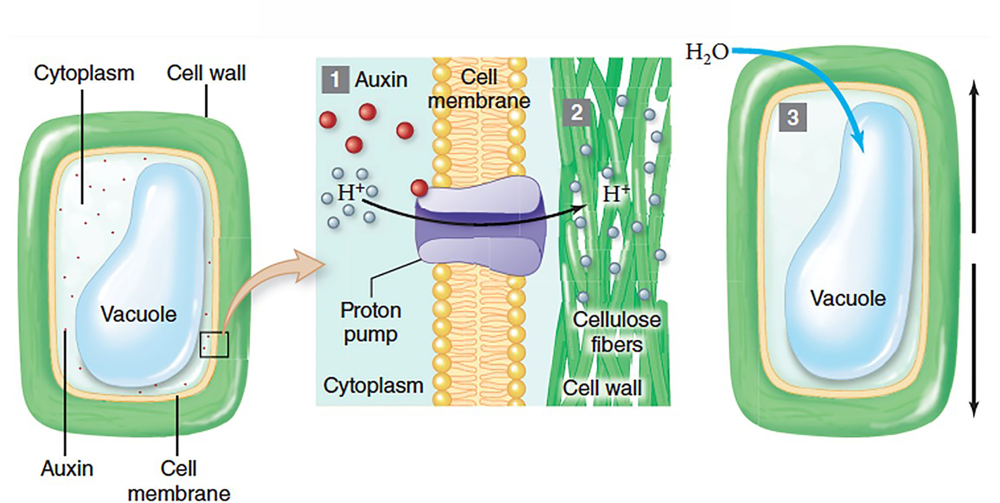 Cytoplasm
Cell wall
Vacuole
Auxin
Cell
membrane
1 Auxin
Cell
membrane
H⁺
Proton
pump
Cytoplasm
2
H⁺
Cellulose
fibers
Cell wall
H₂O
3
Vacuole